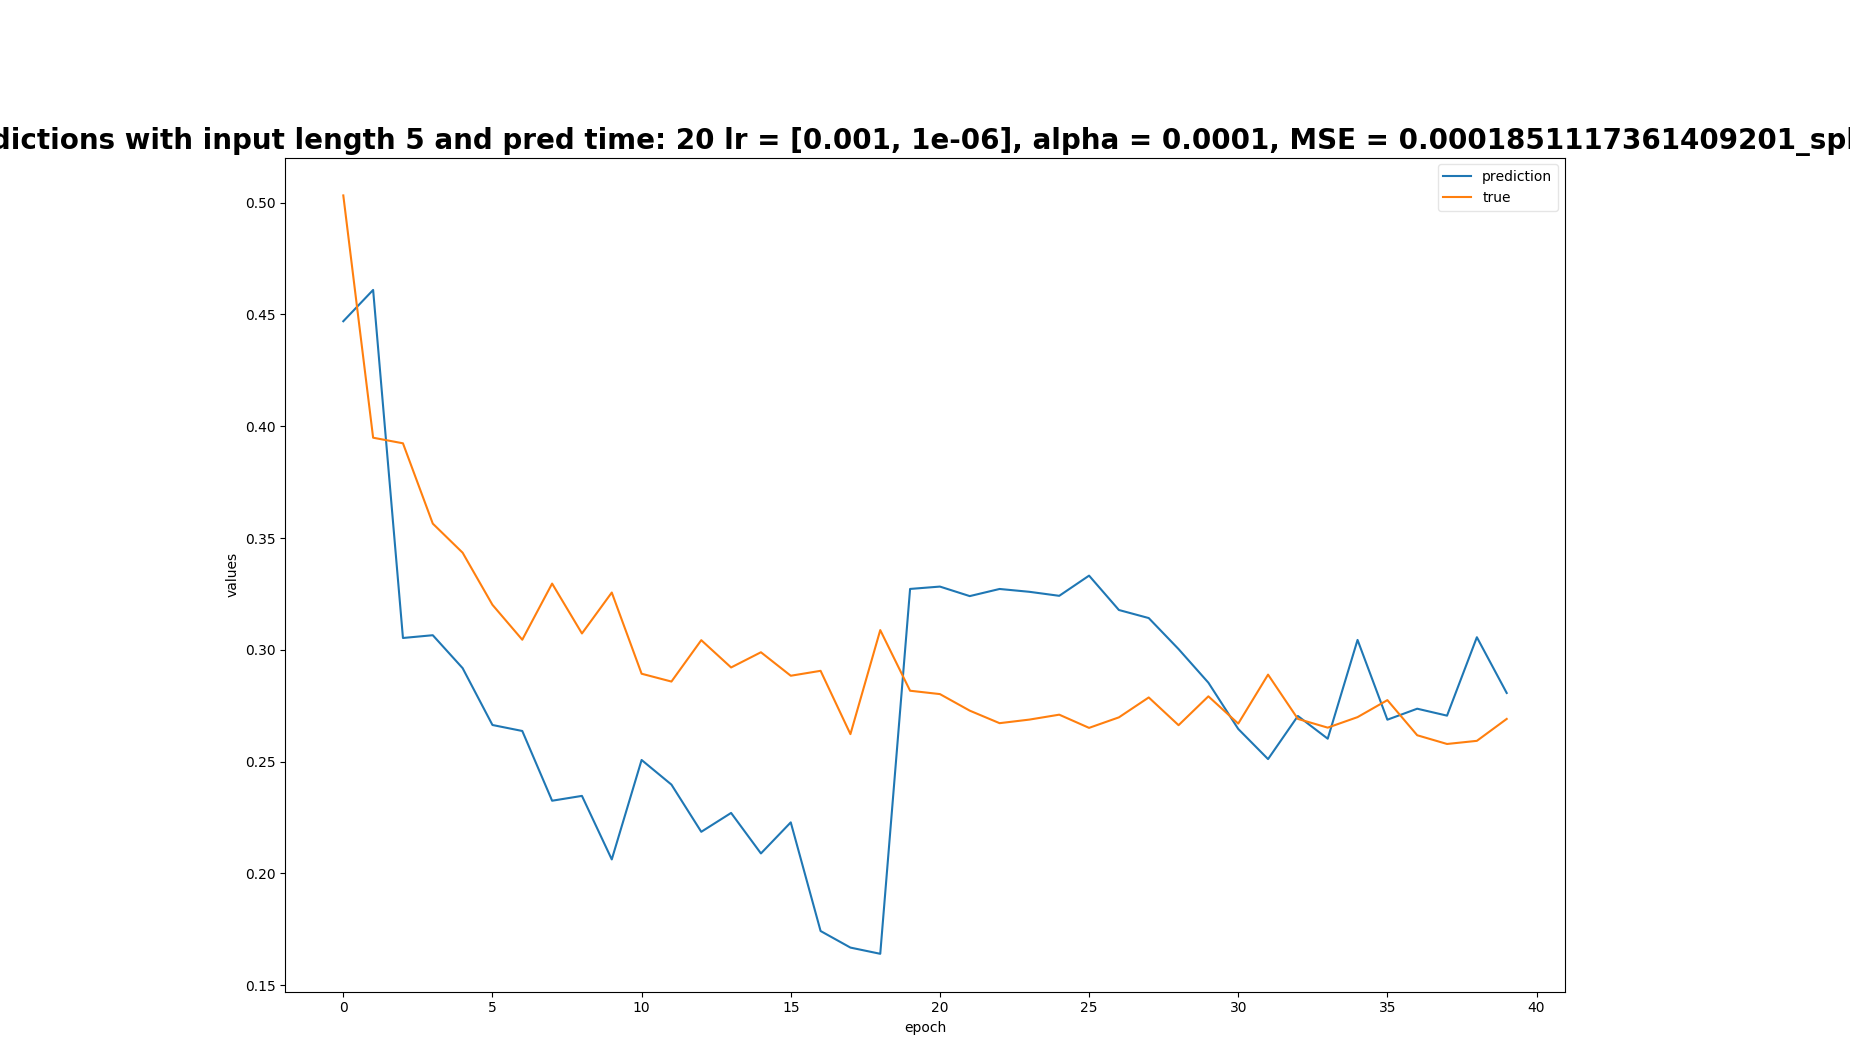 dictions with input length 5 and pred time: 20 lr = [0.001, 1e-06], alpha = 0.0001, MSE = 0.0001851117361409201_spl
prediction
true
values
0.50
0.45
0.40
0.35
0.30
0.25
0.20
0.15
0 5 10 15 20 25 30 35 40
epoch